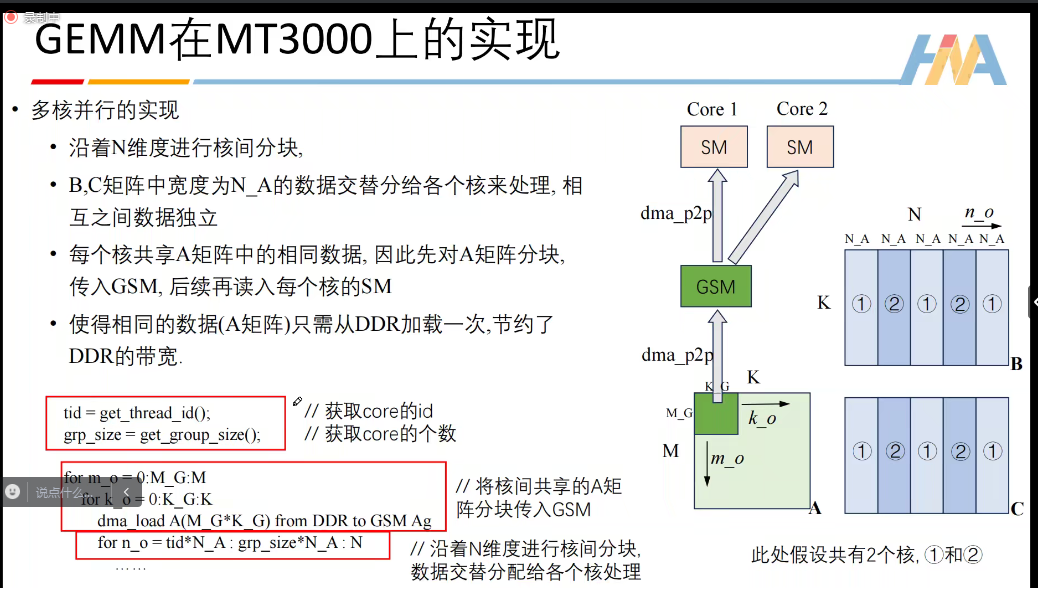 录制中
GEMM在MT3000上的实现
HMA
• 多核并行的实现
• 沿着N维度进行核间分块,
• B,C矩阵中宽度为N_A的数据交替分给各个核来处理, 相
互之间数据独立
• 每个核共享A矩阵中的相同数据, 因此先对A矩阵分块,
传入GSM, 后续再读入每个核的SM
• 使得相同的数据(A矩阵)只需从DDR加载一次,节约了
DDR的带宽.
tid = get_thread_id();
grp_size = get_group_size();
// 获取core的id
// 获取core的个数
for m_o = 0:M_G:M
for k_o = 0:K_G:K
dma_load A(M_G*K_G) from DDR to GSM Ag
for n_o = tid*N_A : grp_size*N_A : N
……
// 将核间共享的A矩
阵分块传入GSM
// 沿着N维度进行核间分块,
数据交替分配给各个核处理
说点什么...
Core 1
Core 2
SM
SM
dma_p2p
GSM
dma_p2p
K_G
K
M_G
k_o
M
m_o
A
N
n_o
N_A N_A N_A N_A N_A
K
① ② ① ② ①
B
① ② ① ② ①
C
此处假设共有2个核, ①和②